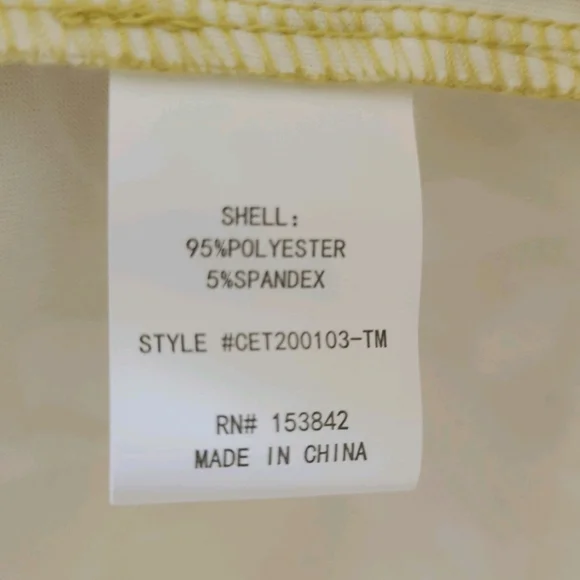 SHELL:
95%POLYESTER
5%SPANDEX
STYLE #CET200103-TM
RN# 153842
MADE IN CHINA